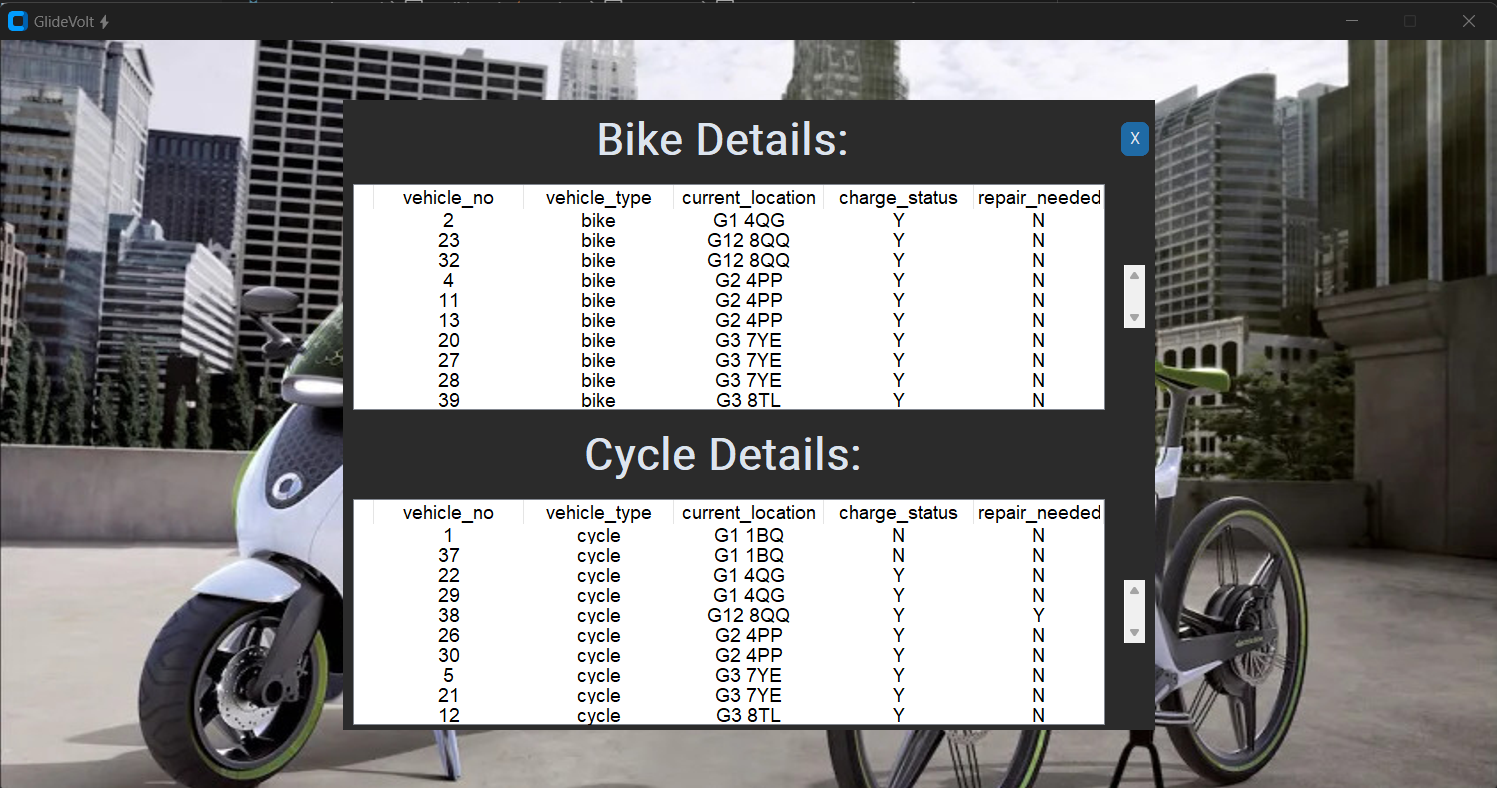 GlideVolt
Bike Details:
X
vehicle_no vehicle_type current_location charge_status repair_needed
2 bike G1 4QG Y N
23 bike G12 8QQ Y N
32 bike G12 8QQ Y N
4 bike G2 4PP Y N
11 bike G2 4PP Y N
13 bike G2 4PP Y N
20 bike G3 7YE Y N
27 bike G3 7YE Y N
28 bike G3 7YE Y N
39 bike G3 8TL Y N
Cycle Details:
vehicle_no vehicle_type current_location charge_status repair_needed
1 cycle G1 1BQ N N
37 cycle G1 1BQ N N
22 cycle G1 4QG Y N
29 cycle G1 4QG Y N
38 cycle G12 8QQ Y Y
26 cycle G2 4PP Y N
30 cycle G2 4PP Y N
5 cycle G3 7YE Y N
21 cycle G3 7YE Y N
12 cycle G3 8TL Y N